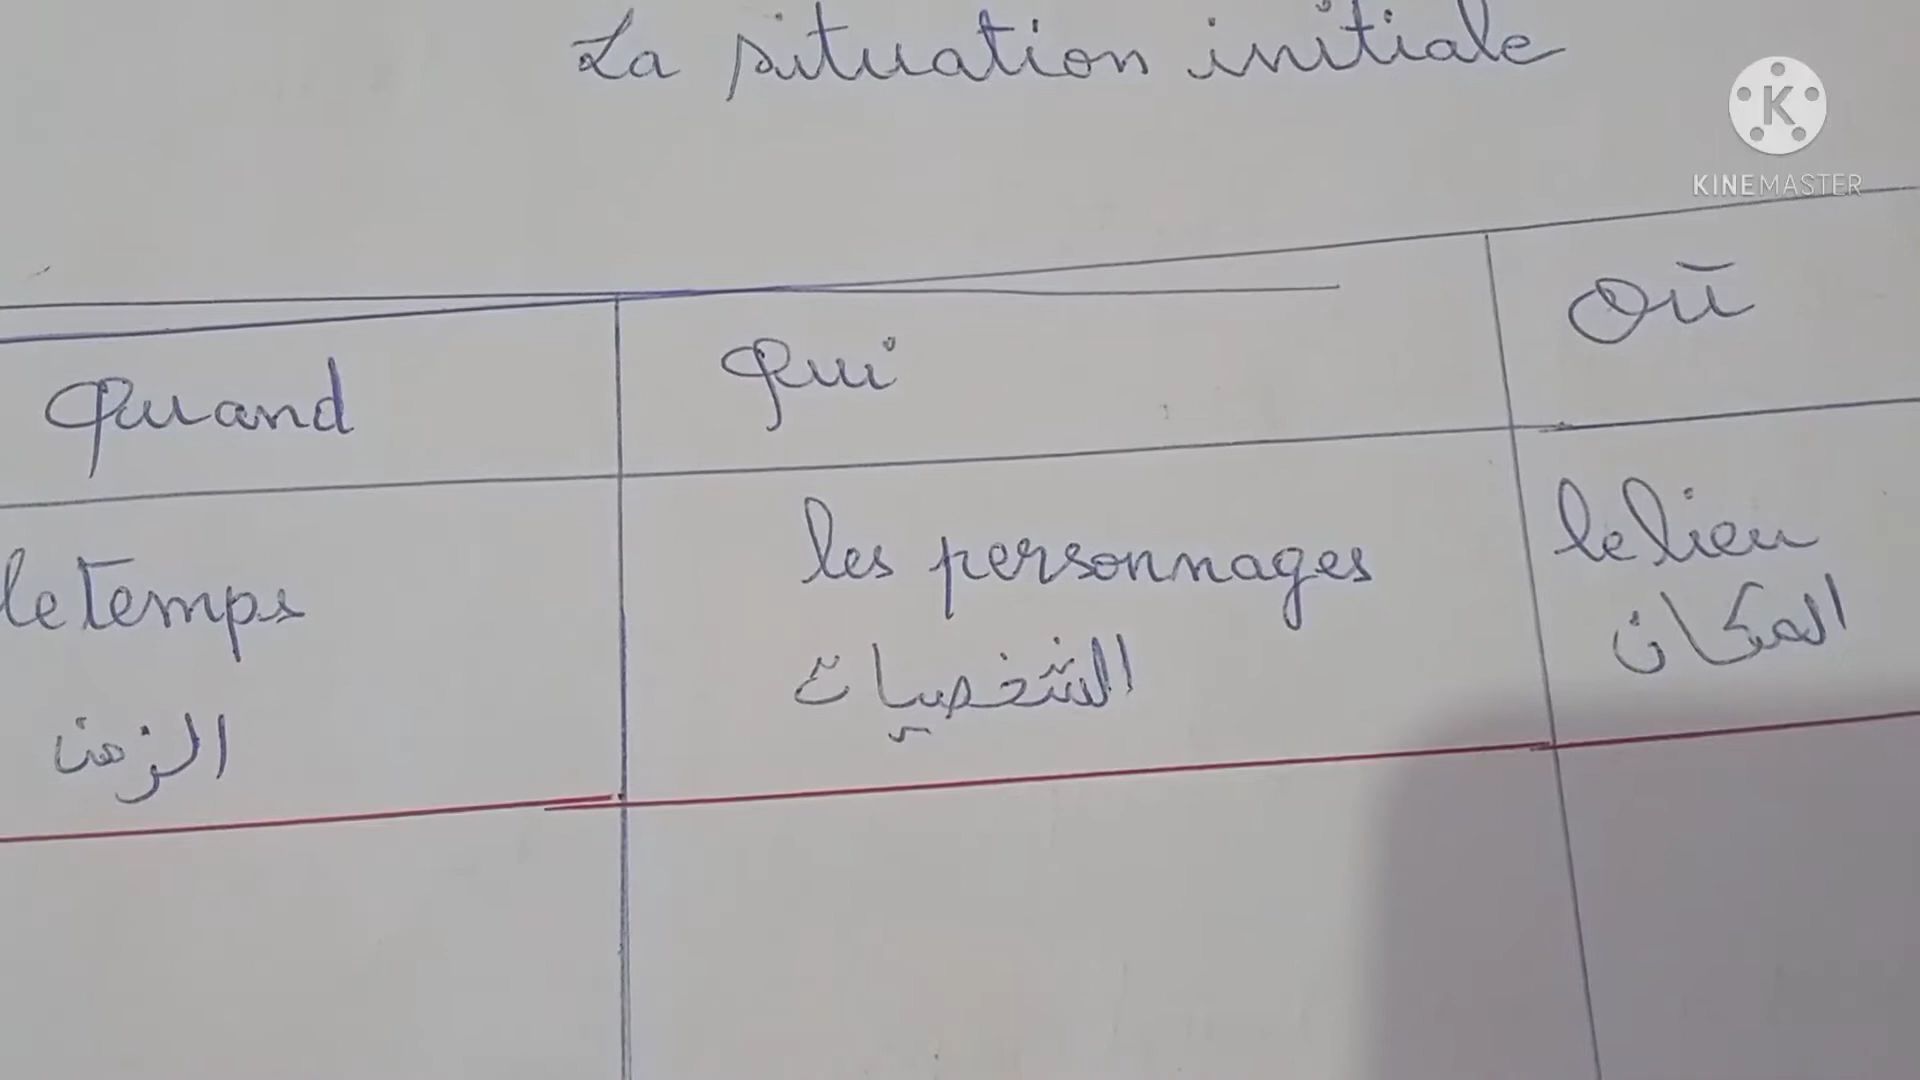 La situation initiale
KINEMASTER
Quand
Qui
Où
le temps
les personnages
le lieu
الزمن
الشخصيات
المكان